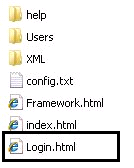 help
Users
XML
config.txt
Framework.html
index.html
Login.html